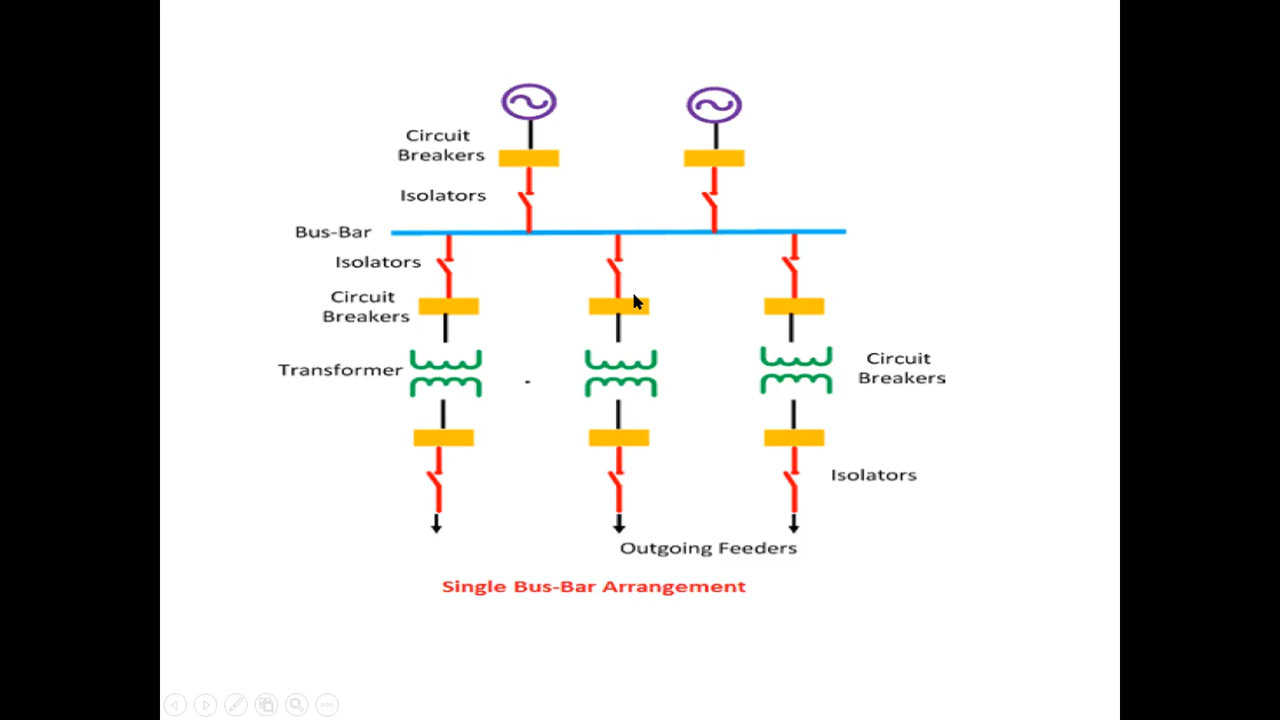 Circuit
Breakers
Isolators
Bus-Bar
Isolators
Circuit
Breakers
Transformer
Circuit
Breakers
Isolators
Outgoing Feeders
Single Bus-Bar Arrangement